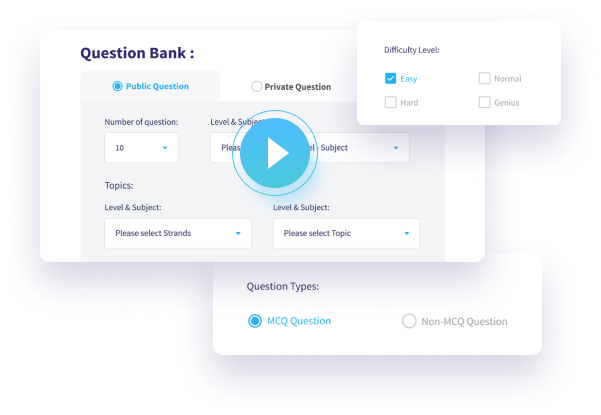 Question Bank :
Difficulty Level:
Easy
Normal
Hard
Genius
Public Question
Private Question
Number of question:
Level & Subject:
10
Pleas
el - Subject
Topics:
Level & Subject:
Level & Subject:
Please select Strands
Please select Topic
Question Types:
MCQ Question
Non-MCQ Question